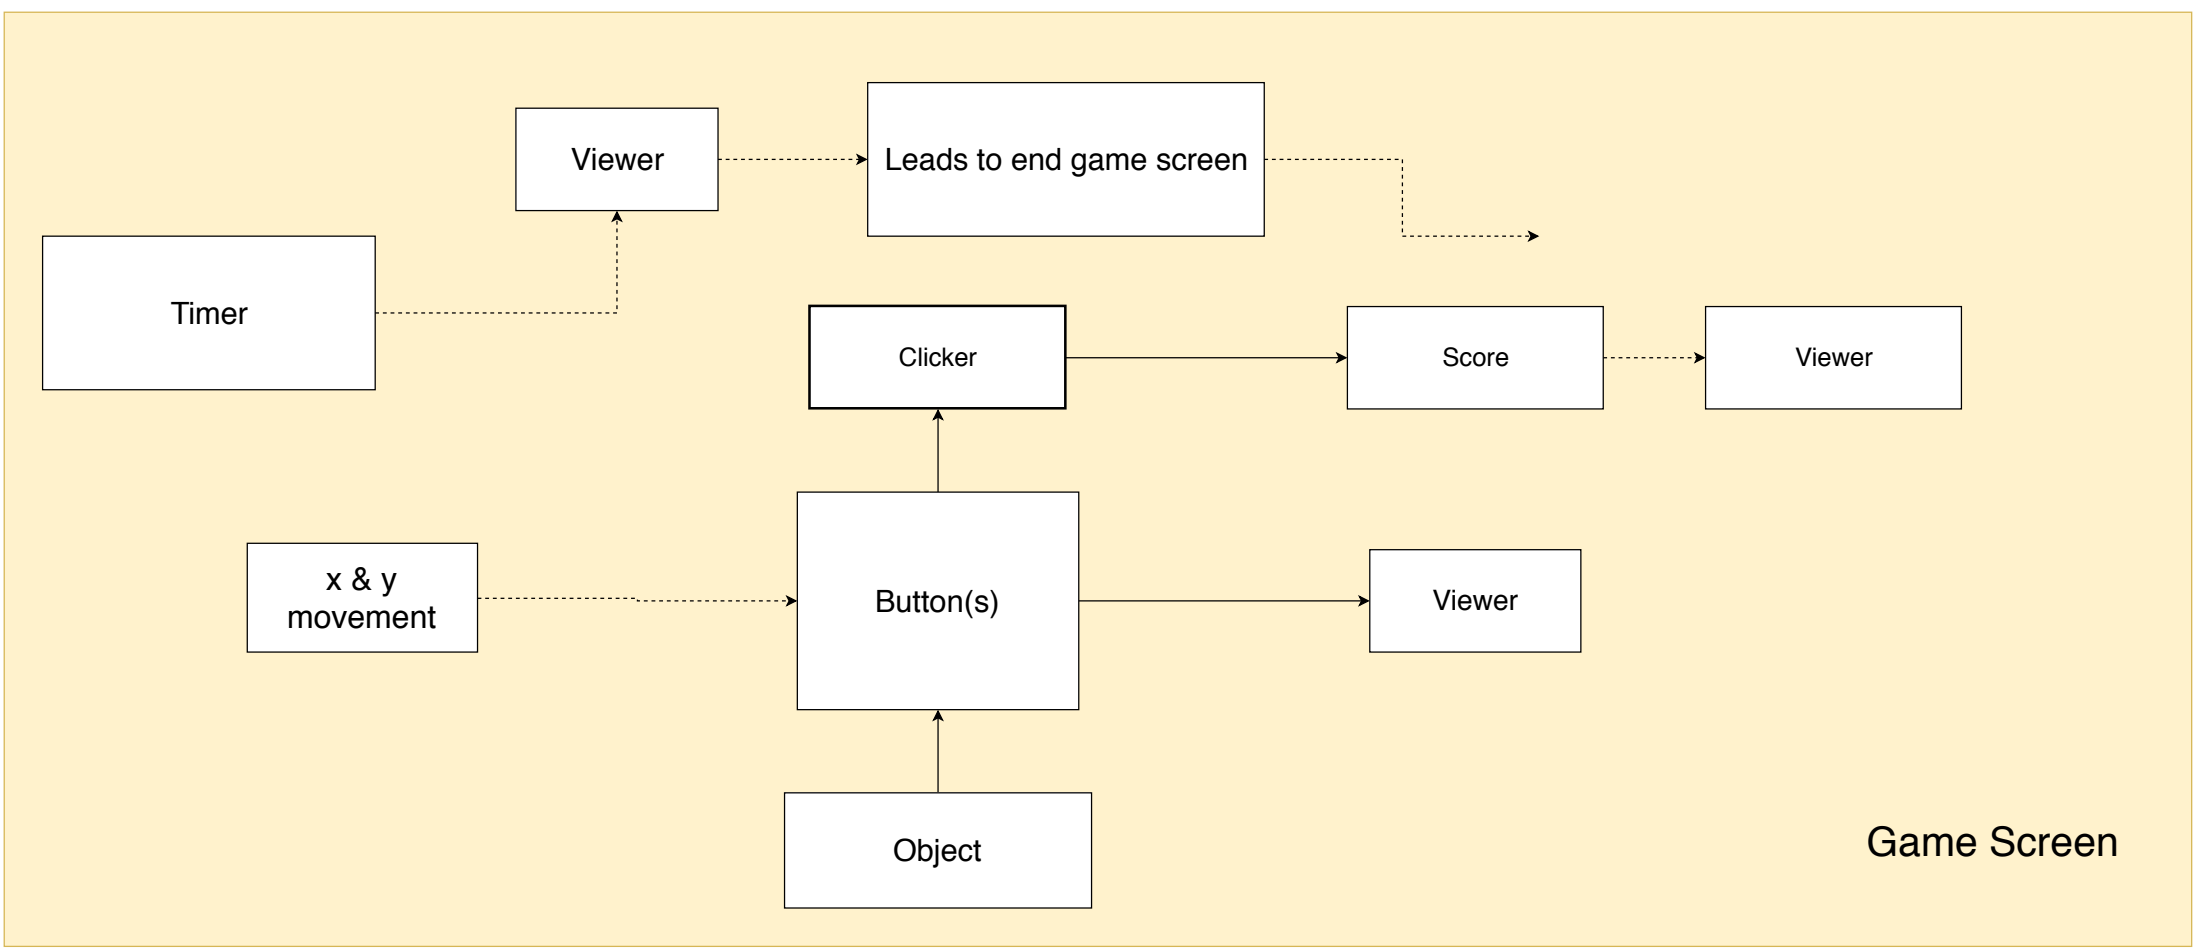 Viewer
Leads to end game screen
Timer
Clicker
Score
Viewer
x & y
movement
Button(s)
Viewer
Object
Game Screen